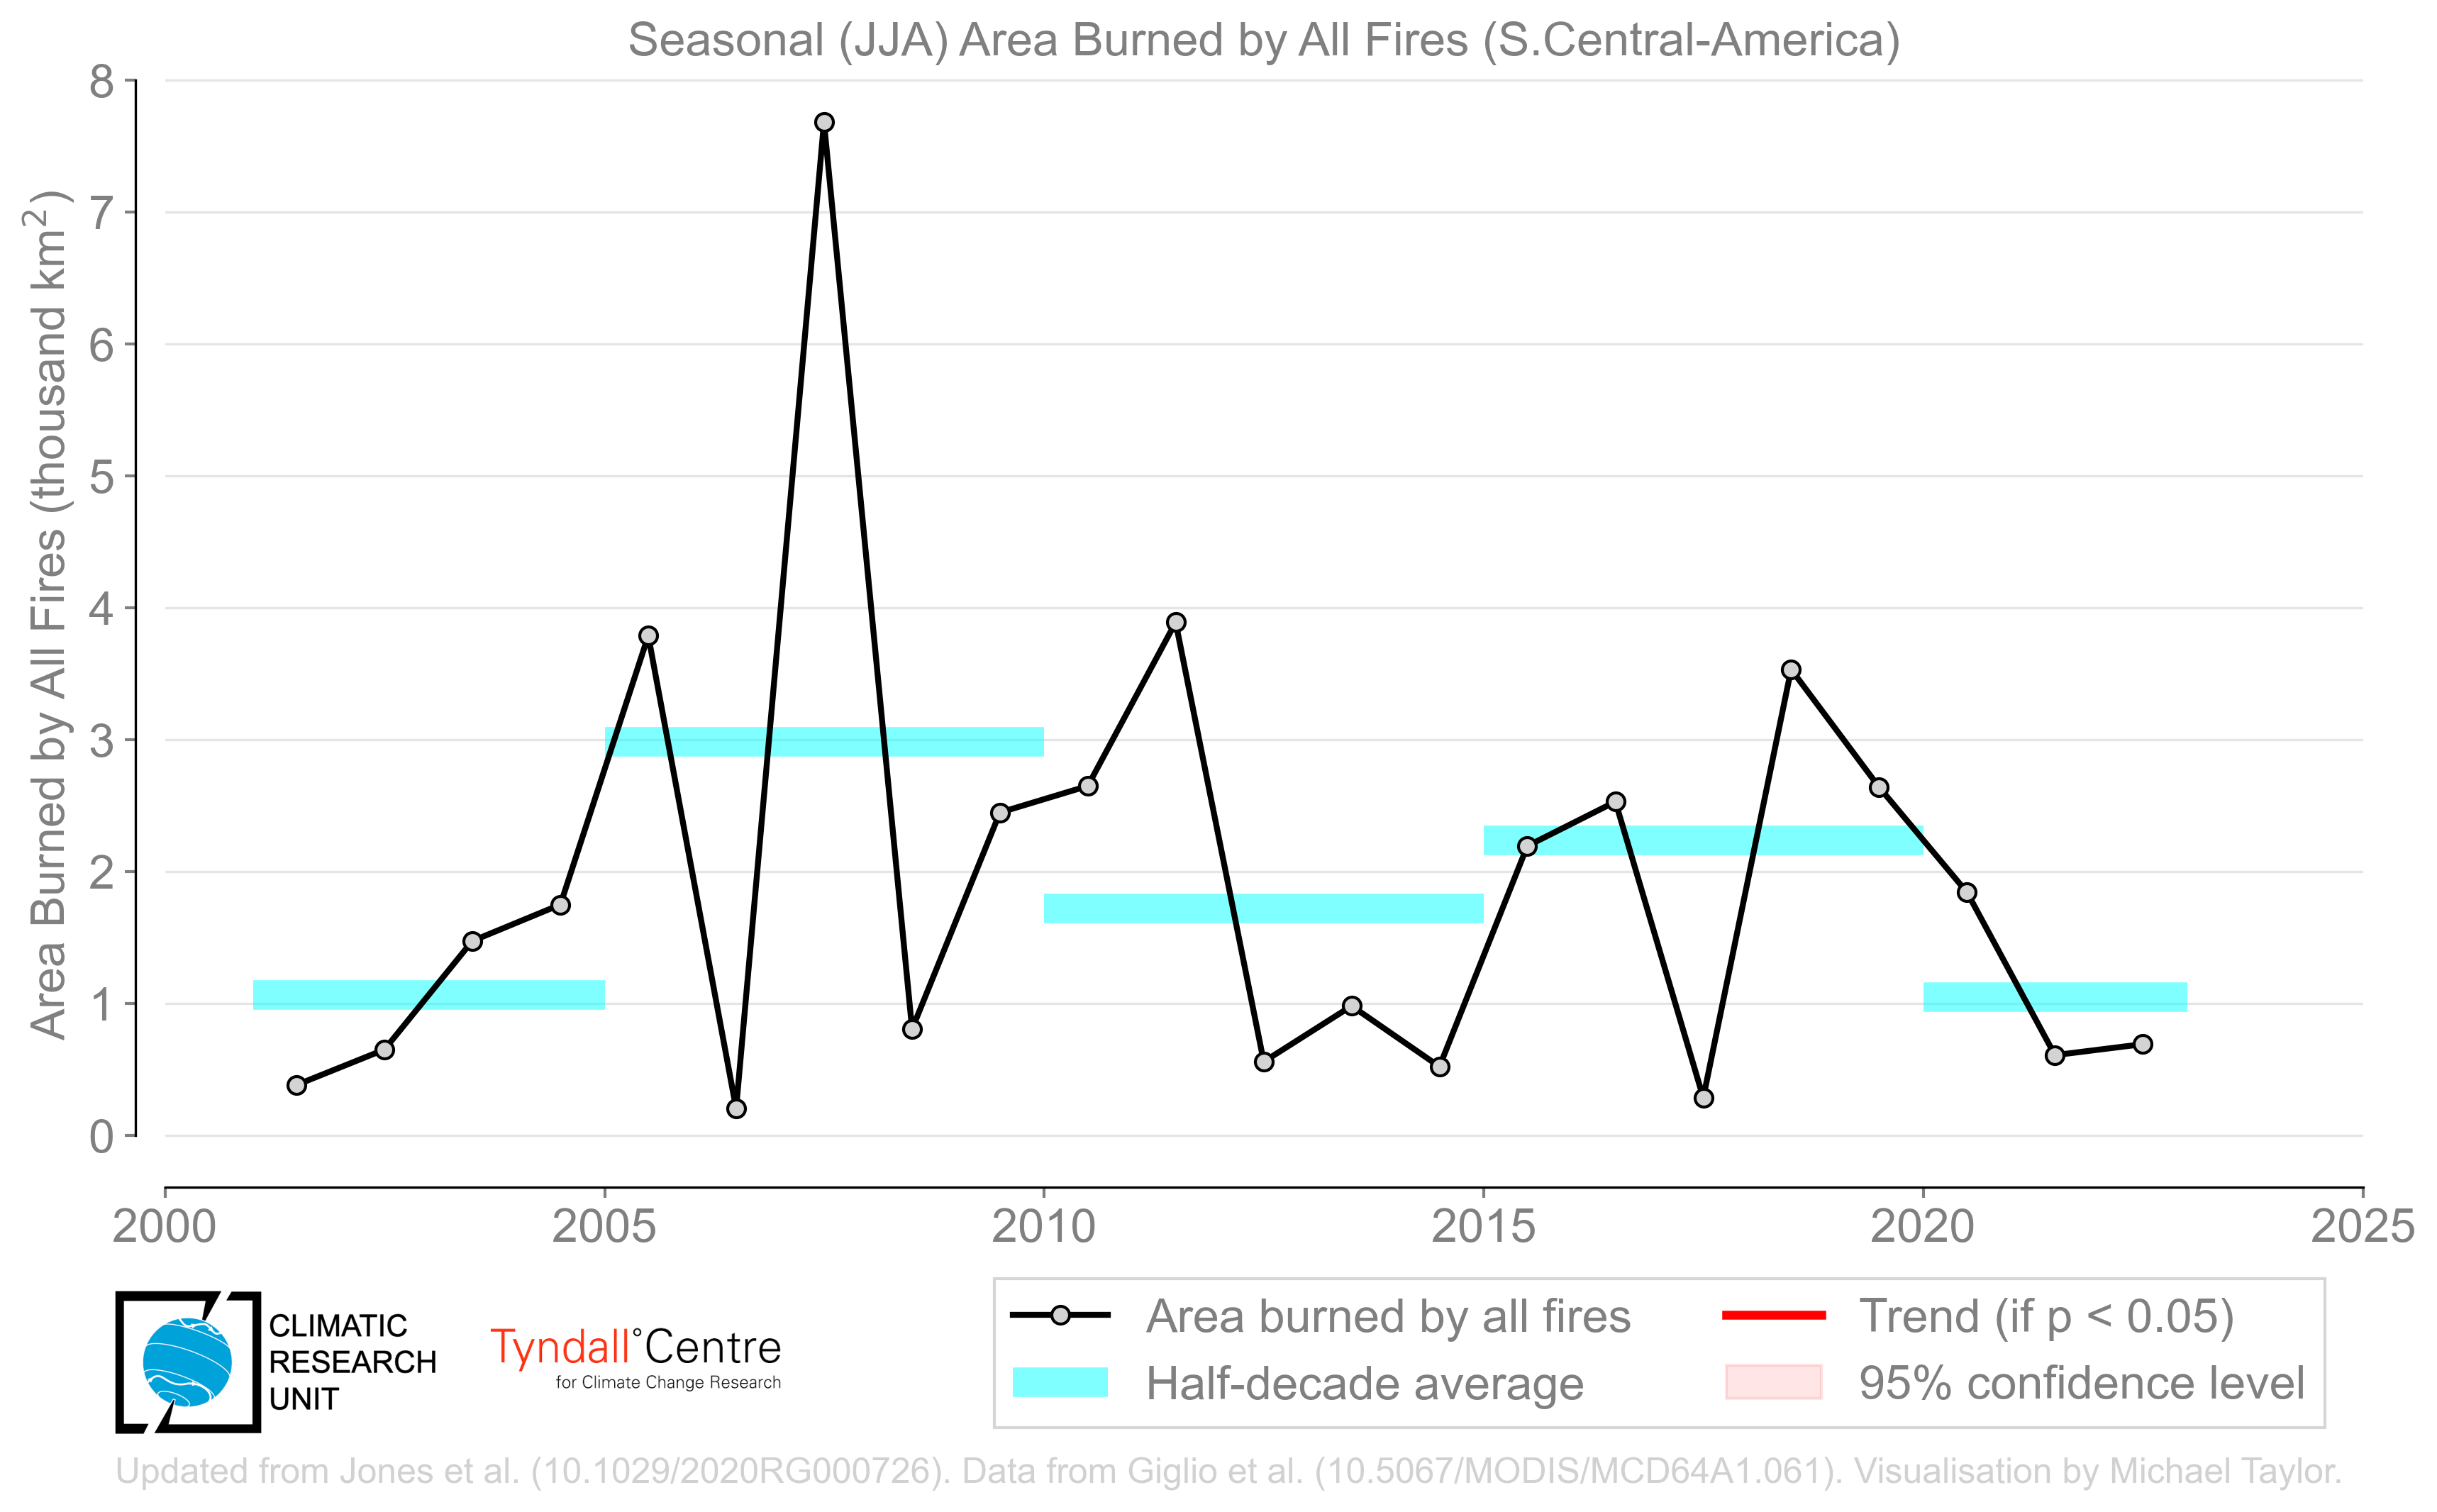 Seasonal (JJA) Area Burned by All Fires (S.Central-America)
Area Burned by All Fires (thousand km²)
8
7
6
5
4
3
2
1
0
2000 2005 2010 2015 2020 2025
CLIMATIC
RESEARCH
UNIT
Tyndall°Centre
for Climate Change Research
Area burned by all fires
Half-decade average
Trend (if p < 0.05)
95% confidence level
Updated from Jones et al. (10.1029/2020RG000726). Data from Giglio et al. (10.5067/MODIS/MCD64A1.061). Visualisation by Michael Taylor.